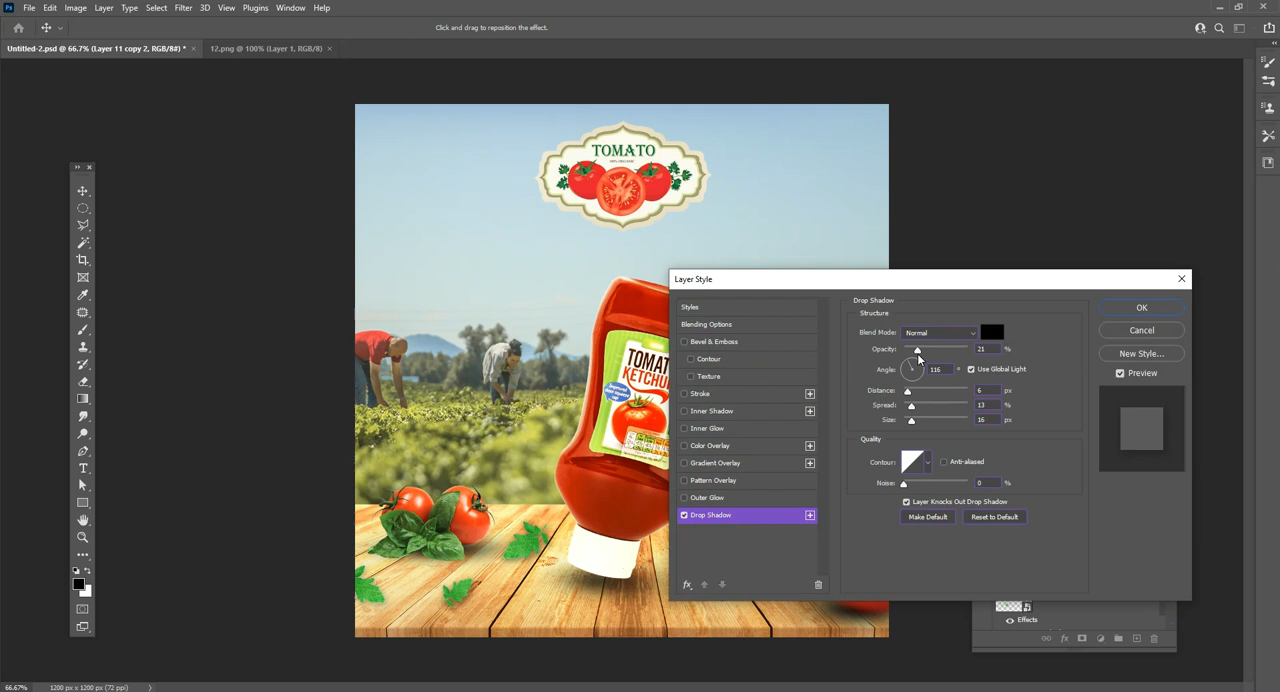 Ps File Edit Image Layer Type Select Filter 3D View Plugins Window Help
Click and drag to reposition the effect.
Untitled-2.psd @ 66.7% (Layer 11 copy 2, RGB/8#) * × 12.png @ 100% (Layer 1, RGB/8) ×
TOMATO
Layer Style
Styles
Blending Options
Bevel & Emboss
Contour
Texture
Stroke
Inner Shadow
Inner Glow
Color Overlay
Gradient Overlay
Pattern Overlay
Outer Glow
Drop Shadow
fx
Drop Shadow
Structure
Blend Mode: Normal
Opacity: 21 %
Angle: 116 ° Use Global Light
Distance: 6 px
Spread: 13 %
Size: 16 px
Quality
Contour: Anti-aliased
Noise: 0 %
Layer Knocks Out Drop Shadow
Make Default Reset to Default
OK
Cancel
New Style...
Preview
TOMATO
KETCHUP
Effects
fx
66.67% 1200 px x 1200 px (72 ppi)